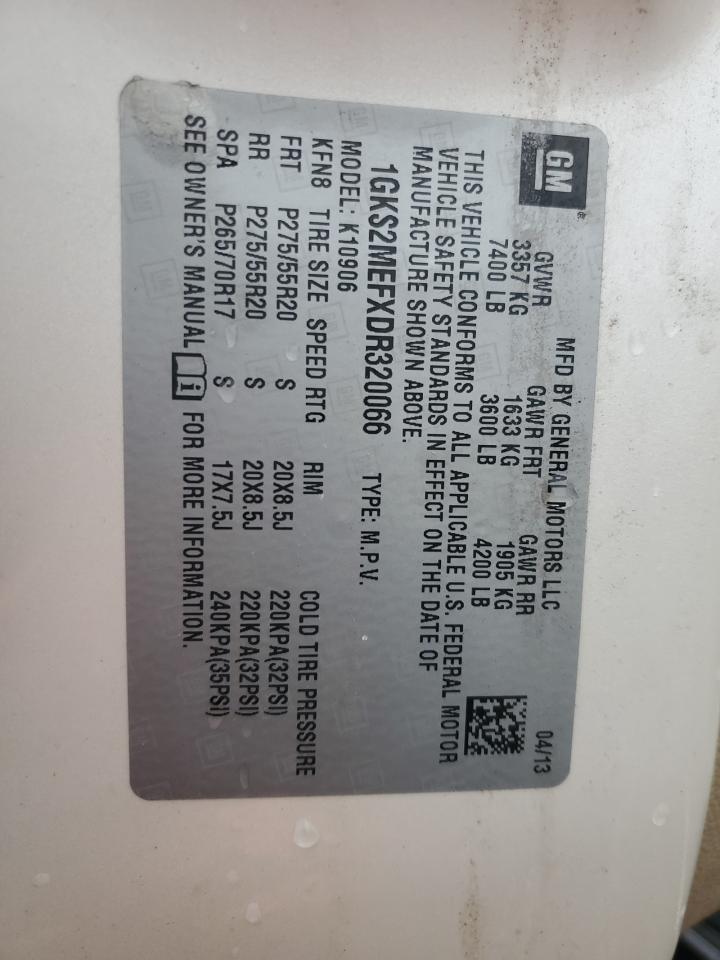 GM
MFD BY GENERAL MOTORS LLC 04/13
GVWR GAWR FRT GAWR RR
3357 KG 1633 KG 1905 KG
7400 LB 3600 LB 4200 LB
THIS VEHICLE CONFORMS TO ALL APPLICABLE U.S. FEDERAL MOTOR
VEHICLE SAFETY STANDARDS IN EFFECT ON THE DATE OF
MANUFACTURE SHOWN ABOVE.
1GKS2MEFXDR320066 TYPE: M.P.V.
MODEL: K10906
KFN8 TIRE SIZE SPEED RTG RIM COLD TIRE PRESSURE
FRT P275/55R20 S 20X8.5J 220KPA(32PSI)
RR P275/55R20 S 20X8.5J 220KPA(32PSI)
SPA P265/70R17 S 17X7.5J 240KPA(35PSI)
SEE OWNER'S MANUAL i FOR MORE INFORMATION.